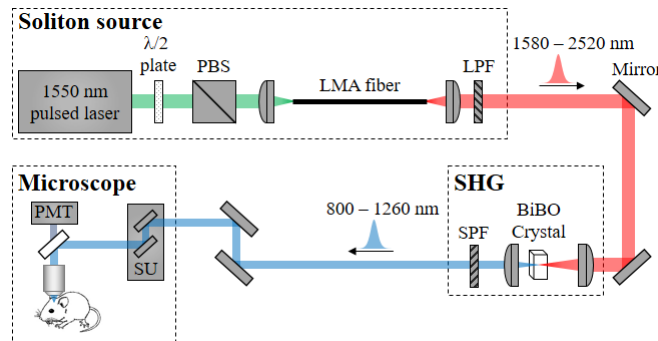 Soliton source
λ/2
plate
PBS
LMA fiber
LPF
1550 nm
pulsed laser
1580 – 2520 nm
Mirror
Microscope
PMT
SU
800 – 1260 nm
SHG
SPF
BiBO
Crystal